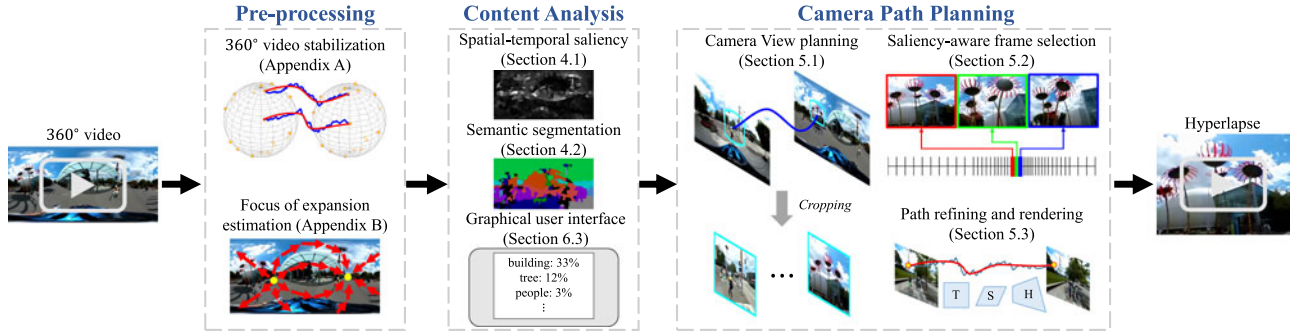 Pre-processing
Content Analysis
Camera Path Planning
360° video
360° video stabilization
(Appendix A)
Focus of expansion
estimation (Appendix B)
Spatial-temporal saliency
(Section 4.1)
Semantic segmentation
(Section 4.2)
Graphical user interface
(Section 6.3)
building: 33%
tree: 12%
people: 3%
⋮
Camera View planning
(Section 5.1)
Cropping
...
Saliency-aware frame selection
(Section 5.2)
Path refining and rendering
(Section 5.3)
T S H
Hyperlapse